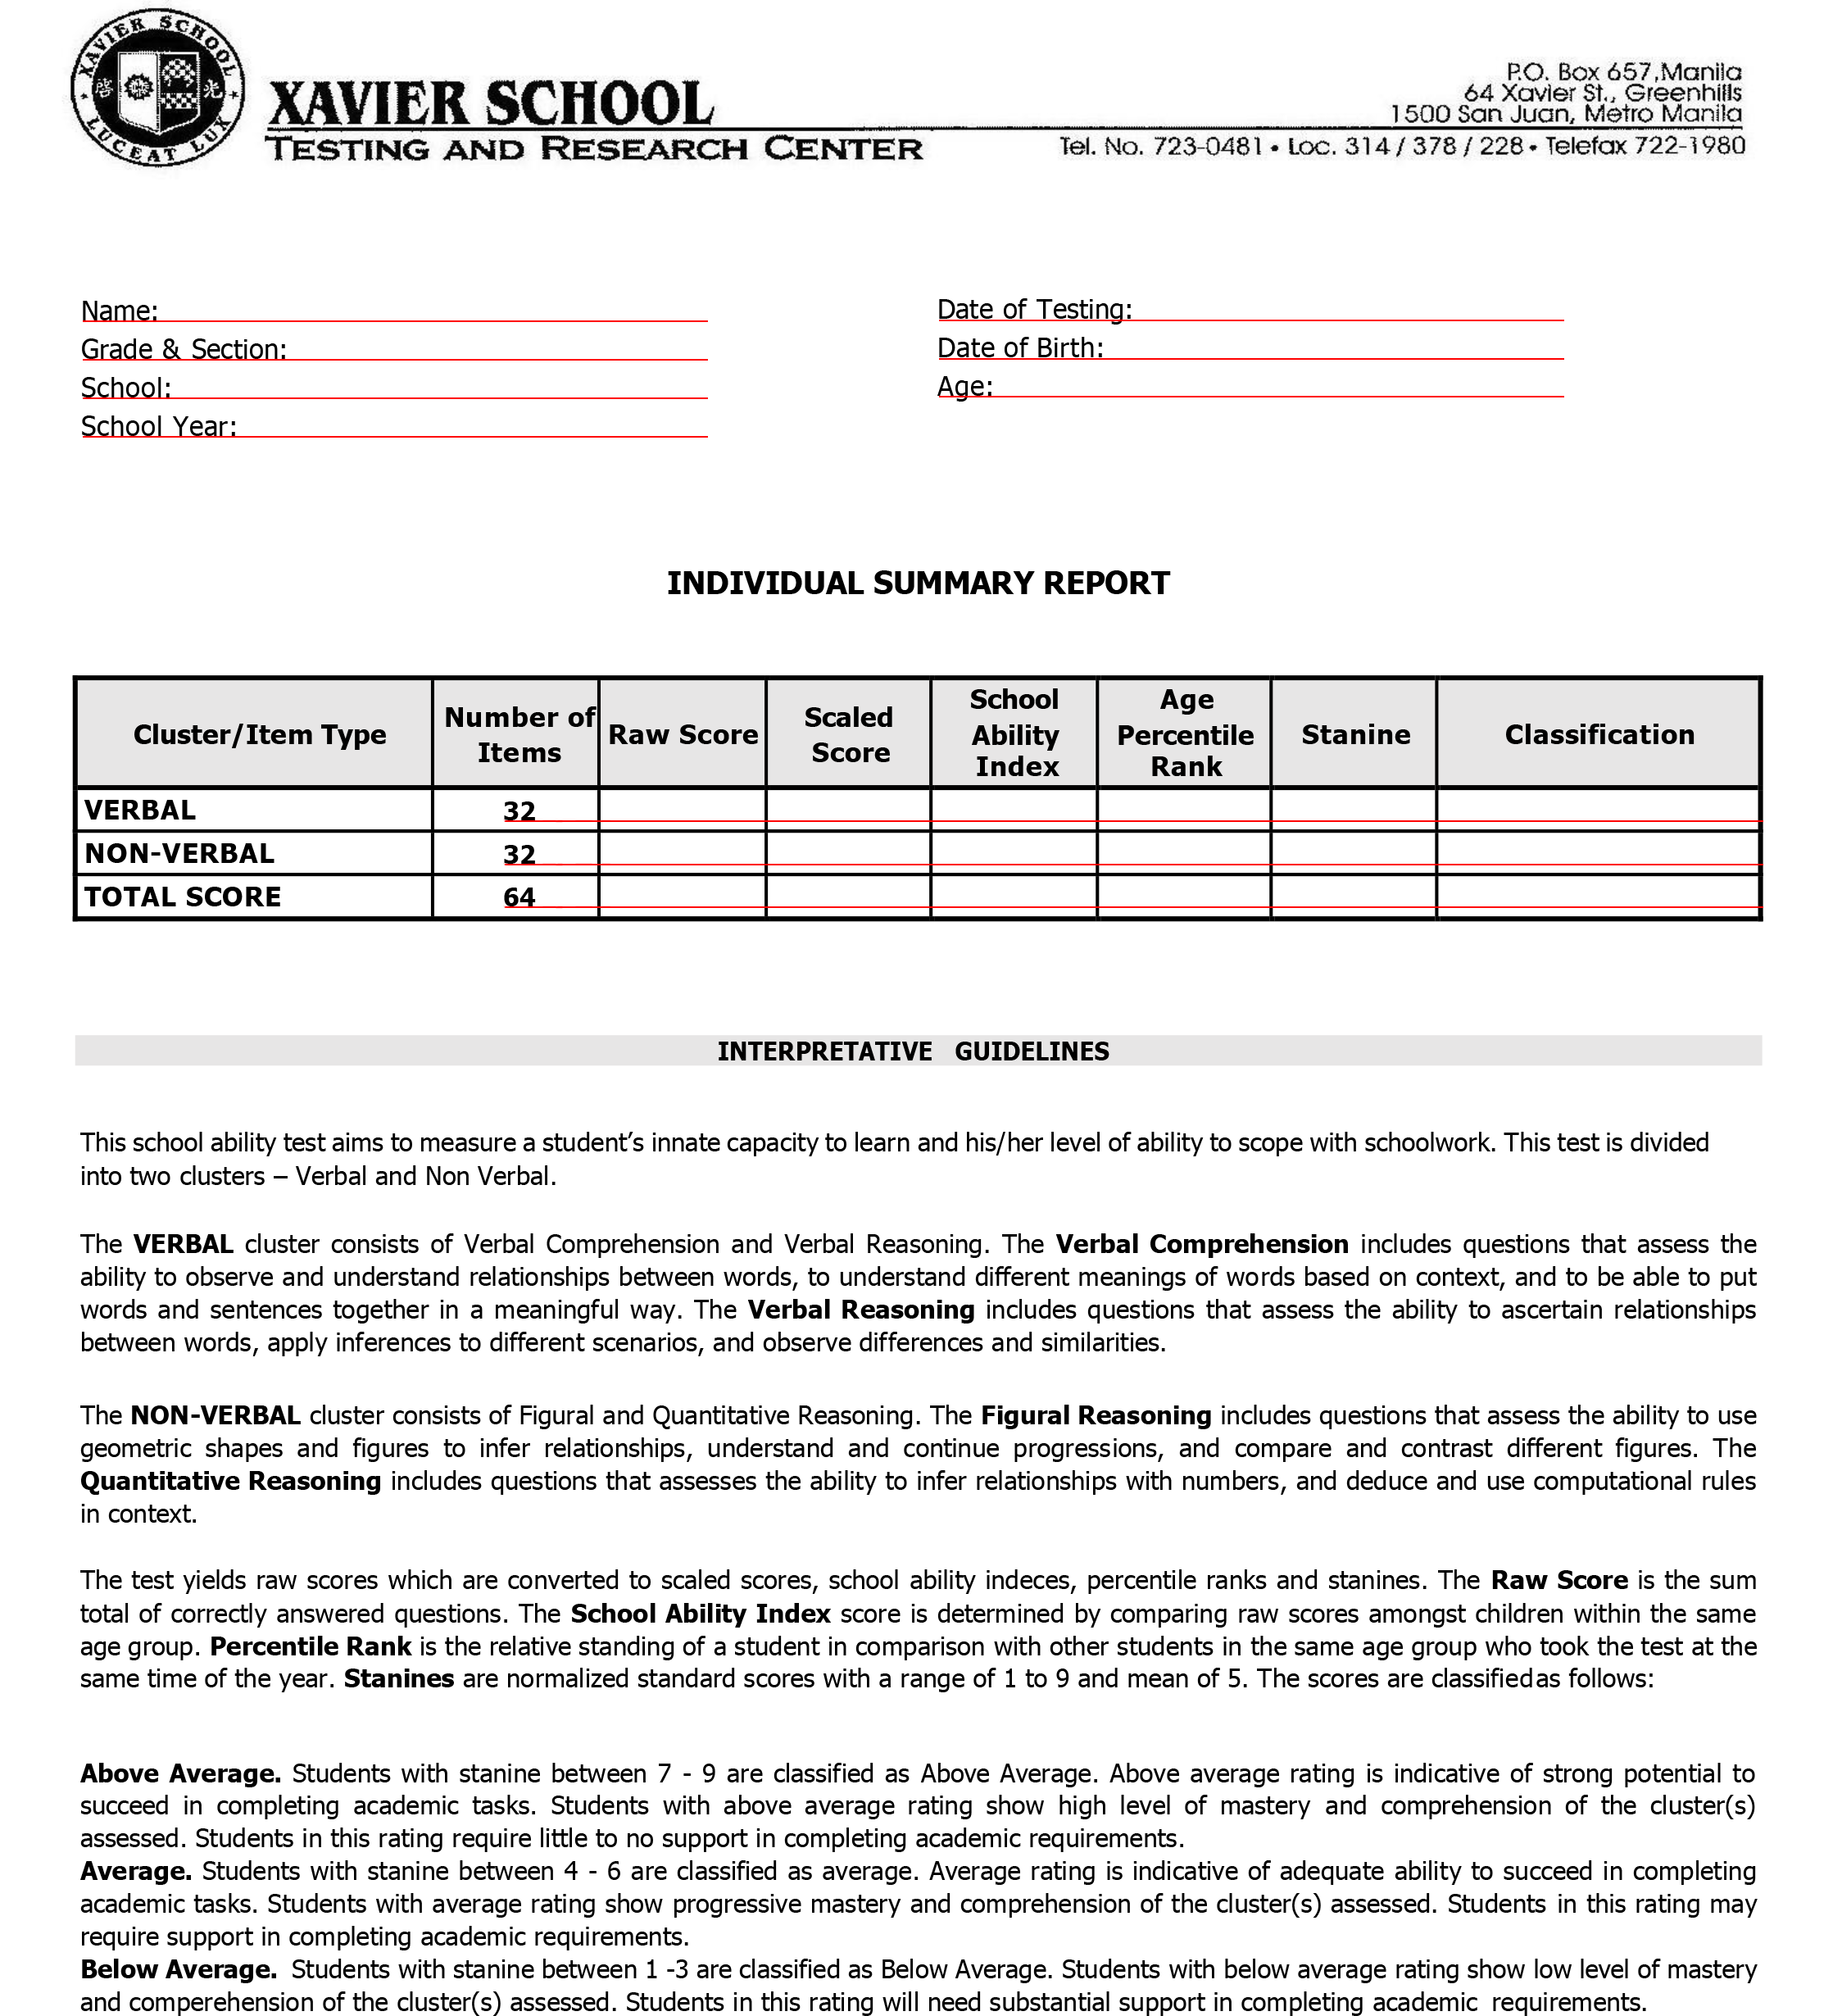 XAVIER SCHOOL
LUCEAT LUX
啓 光
XAVIER SCHOOL
TESTING AND RESEARCH CENTER
P.O. Box 657, Manila
64 Xavier St., Greenhills
1500 San Juan, Metro Manila
Tel. No. 723-0481 • Loc. 314 / 378 / 228 • Telefax 722-1980
Name:
Grade & Section:
School:
School Year:
Date of Testing:
Date of Birth:
Age:
INDIVIDUAL SUMMARY REPORT
Cluster/Item Type Number of Items Raw Score Scaled Score School Ability Index Age Percentile Rank Stanine Classification
VERBAL 32
NON-VERBAL 32
TOTAL SCORE 64
INTERPRETATIVE GUIDELINES
This school ability test aims to measure a student’s innate capacity to learn and his/her level of ability to scope with schoolwork. This test is divided
into two clusters – Verbal and Non Verbal.
The VERBAL cluster consists of Verbal Comprehension and Verbal Reasoning. The Verbal Comprehension includes questions that assess the
ability to observe and understand relationships between words, to understand different meanings of words based on context, and to be able to put
words and sentences together in a meaningful way. The Verbal Reasoning includes questions that assess the ability to ascertain relationships
between words, apply inferences to different scenarios, and observe differences and similarities.
The NON-VERBAL cluster consists of Figural and Quantitative Reasoning. The Figural Reasoning includes questions that assess the ability to use
geometric shapes and figures to infer relationships, understand and continue progressions, and compare and contrast different figures. The
Quantitative Reasoning includes questions that assesses the ability to infer relationships with numbers, and deduce and use computational rules
in context.
The test yields raw scores which are converted to scaled scores, school ability indeces, percentile ranks and stanines. The Raw Score is the sum
total of correctly answered questions. The School Ability Index score is determined by comparing raw scores amongst children within the same
age group. Percentile Rank is the relative standing of a student in comparison with other students in the same age group who took the test at the
same time of the year. Stanines are normalized standard scores with a range of 1 to 9 and mean of 5. The scores are classified as follows:
Above Average. Students with stanine between 7 - 9 are classified as Above Average. Above average rating is indicative of strong potential to
succeed in completing academic tasks. Students with above average rating show high level of mastery and comprehension of the cluster(s)
assessed. Students in this rating require little to no support in completing academic requirements.
Average. Students with stanine between 4 - 6 are classified as average. Average rating is indicative of adequate ability to succeed in completing
academic tasks. Students with average rating show progressive mastery and comprehension of the cluster(s) assessed. Students in this rating may
require support in completing academic requirements.
Below Average. Students with stanine between 1 -3 are classified as Below Average. Students with below average rating show low level of mastery
and comperehension of the cluster(s) assessed. Students in this rating will need substantial support in completing academic requirements.